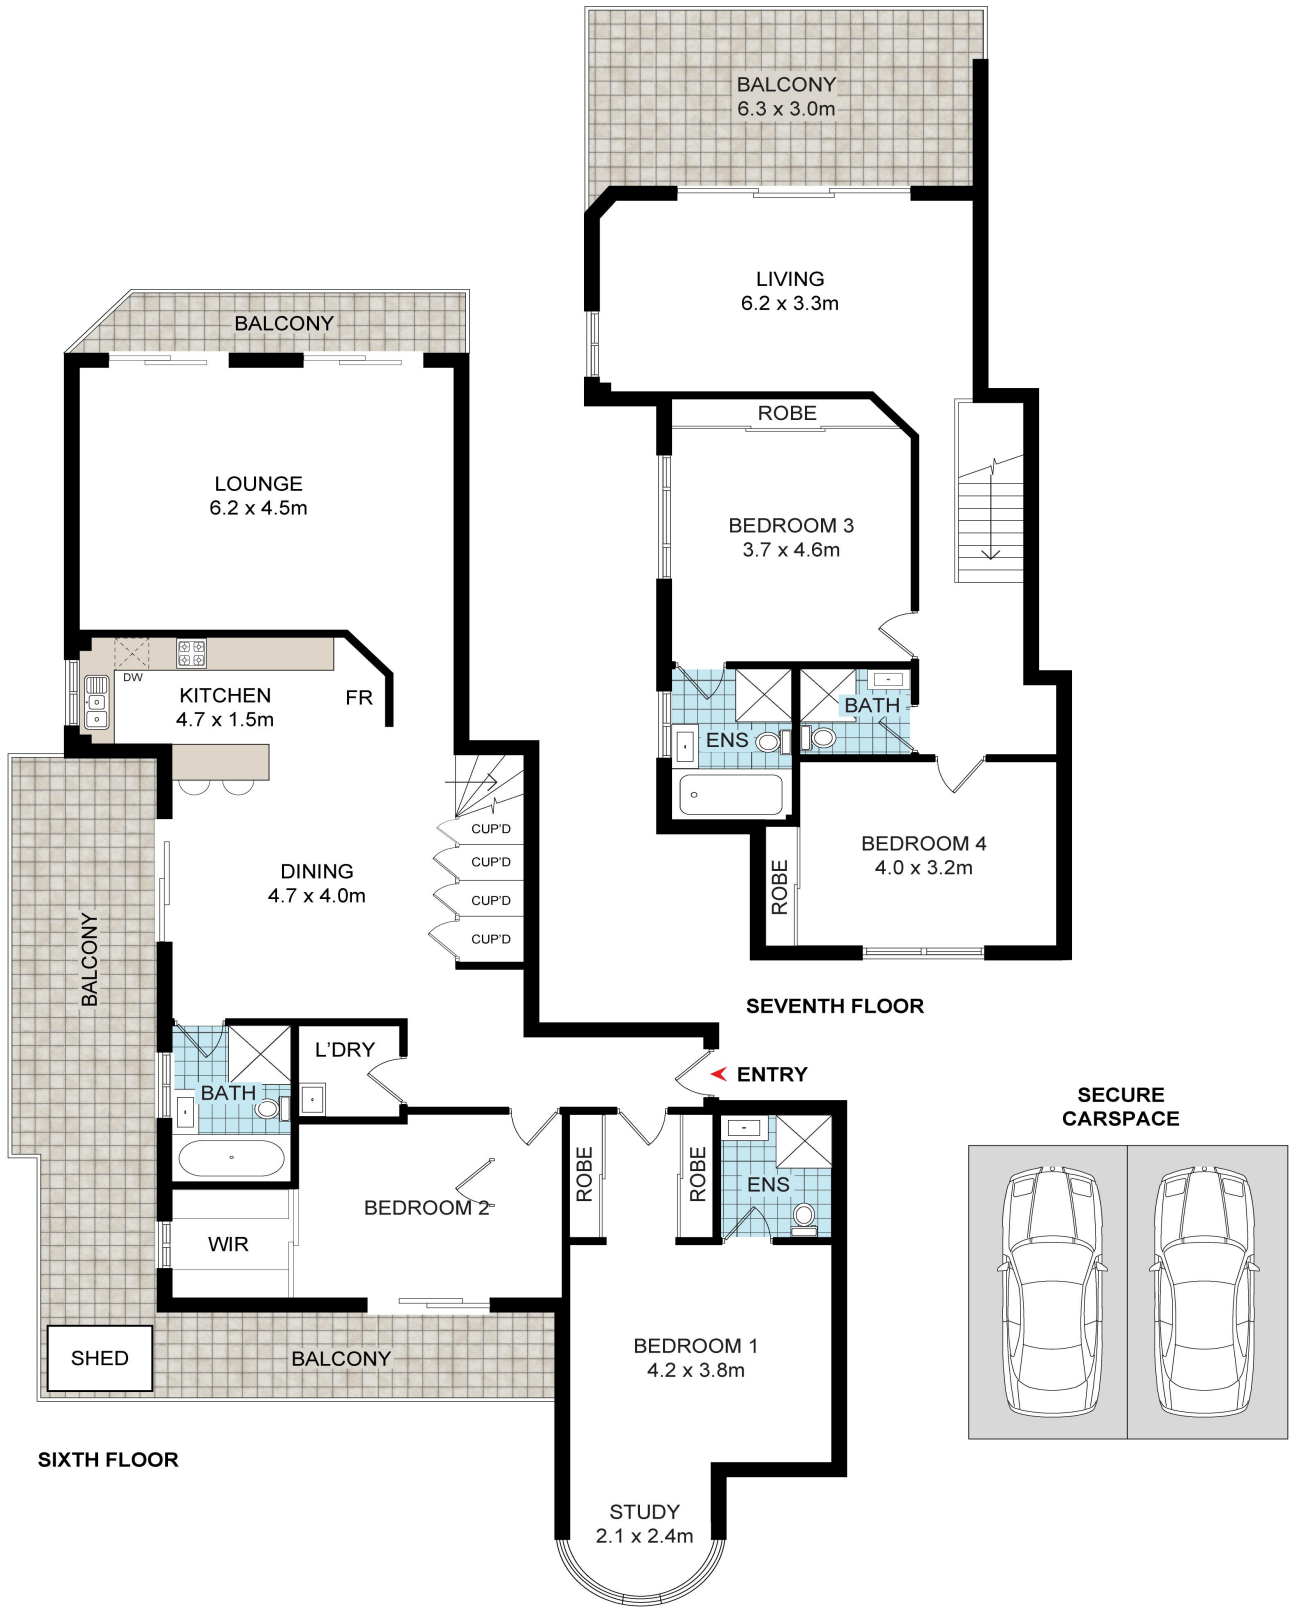 BALCONY
6.3 x 3.0m
LIVING
6.2 x 3.3m
ROBE
BEDROOM 3
3.7 x 4.6m
ENS
BATH
BEDROOM 4
4.0 x 3.2m
ROBE
SEVENTH FLOOR
BALCONY
LOUNGE
6.2 x 4.5m
DW
KITCHEN
4.7 x 1.5m
FR
CUP'D
CUP'D
CUP'D
CUP'D
DINING
4.7 x 4.0m
BALCONY
L'DRY
BATH
ENTRY
ROBE
ROBE
ENS
BEDROOM 2
WIR
SHED
BALCONY
BEDROOM 1
4.2 x 3.8m
STUDY
2.1 x 2.4m
SIXTH FLOOR
SECURE
CARSPACE